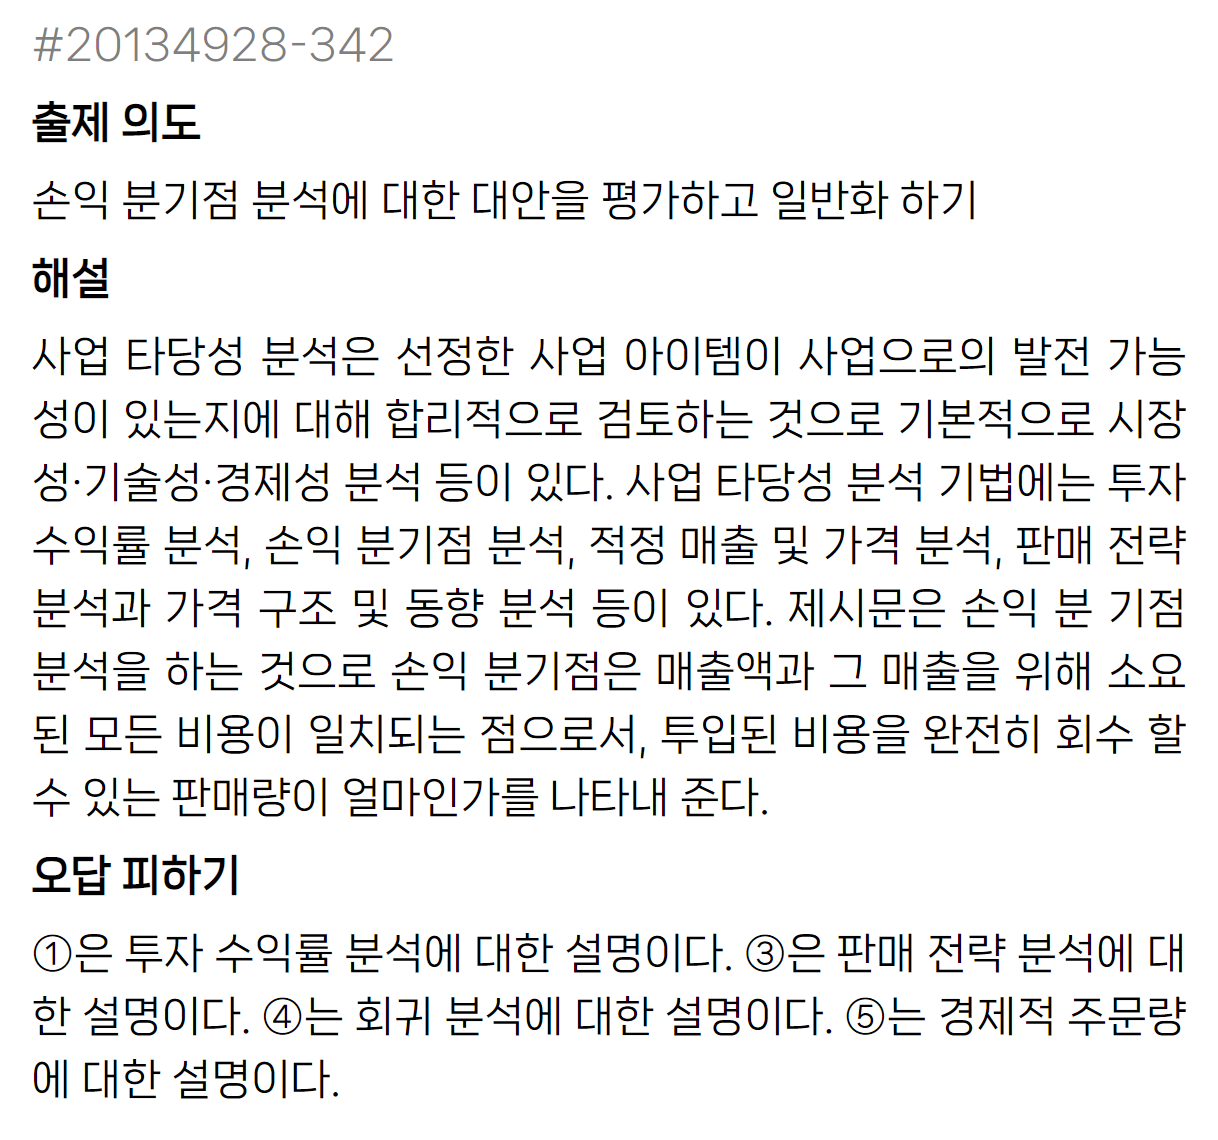 #20134928-342
출제 의도
손익 분기점 분석에 대한 대안을 평가하고 일반화 하기
해설
사업 타당성 분석은 선정한 사업 아이템이 사업으로의 발전 가능
성이 있는지에 대해 합리적으로 검토하는 것으로 기본적으로 시장
성·기술성·경제성 분석 등이 있다. 사업 타당성 분석 기법에는 투자
수익률 분석, 손익 분기점 분석, 적정 매출 및 가격 분석, 판매 전략
분석과 가격 구조 및 동향 분석 등이 있다. 제시문은 손익 분 기점
분석을 하는 것으로 손익 분기점은 매출액과 그 매출을 위해 소요
된 모든 비용이 일치되는 점으로서, 투입된 비용을 완전히 회수 할
수 있는 판매량이 얼마인가를 나타내 준다.
오답 피하기
①은 투자 수익률 분석에 대한 설명이다. ③은 판매 전략 분석에 대
한 설명이다. ④는 회귀 분석에 대한 설명이다. ⑤는 경제적 주문량
에 대한 설명이다.